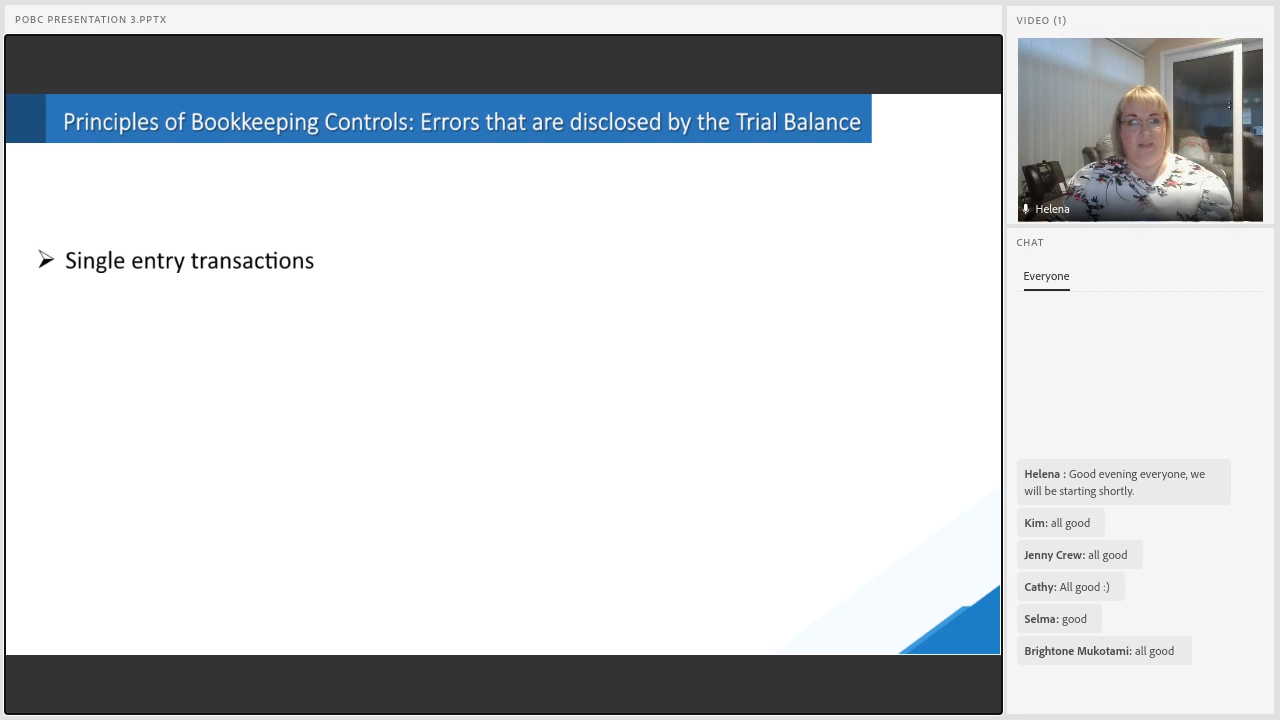 POBC PRESENTATION 3.PPTX
Principles of Bookkeeping Controls: Errors that are disclosed by the Trial Balance
Single entry transactions
VIDEO (1)
Helena
CHAT
Everyone
Helena : Good evening everyone, we
will be starting shortly.
Kim: all good
Jenny Crew: all good
Cathy: All good :)
Selma: good
Brightone Mukotami: all good